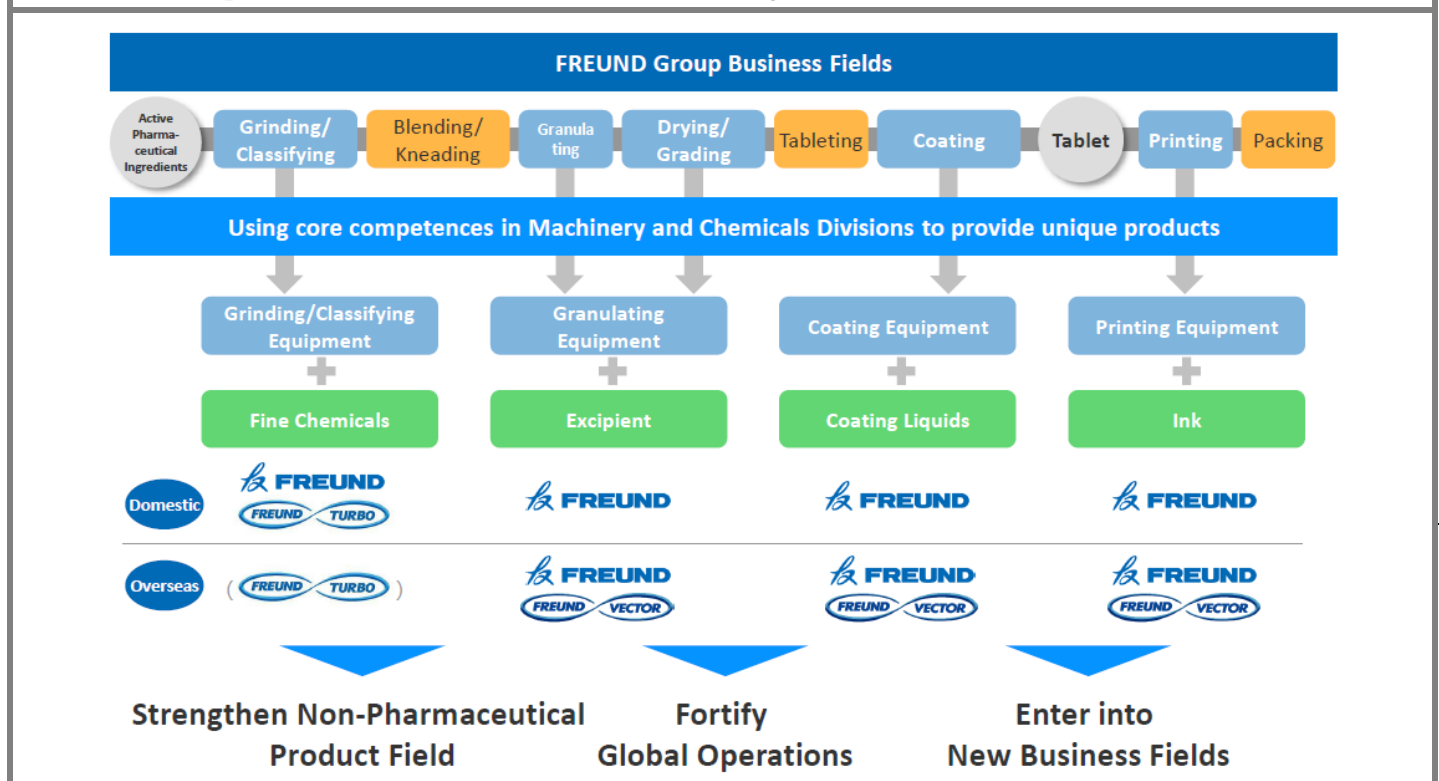 FREUND Group Business Fields
Active
Pharma-
ceutical
Ingredients
Grinding/
Classifying
Blending/
Kneading
Granula
ting
Drying/
Grading
Tableting
Coating
Tablet
Printing
Packing
Using core competences in Machinery and Chemicals Divisions to provide unique products
Grinding/Classifying
Equipment
Granulating
Equipment
Coating Equipment
Printing Equipment
Fine Chemicals
Excipient
Coating Liquids
Ink
Domestic
FREUND
FREUND TURBO
FREUND
FREUND
FREUND
Overseas
( FREUND TURBO )
FREUND
FREUND VECTOR
FREUND
FREUND VECTOR
FREUND
FREUND VECTOR
Strengthen Non-Pharmaceutical
Product Field
Fortify
Global Operations
Enter into
New Business Fields